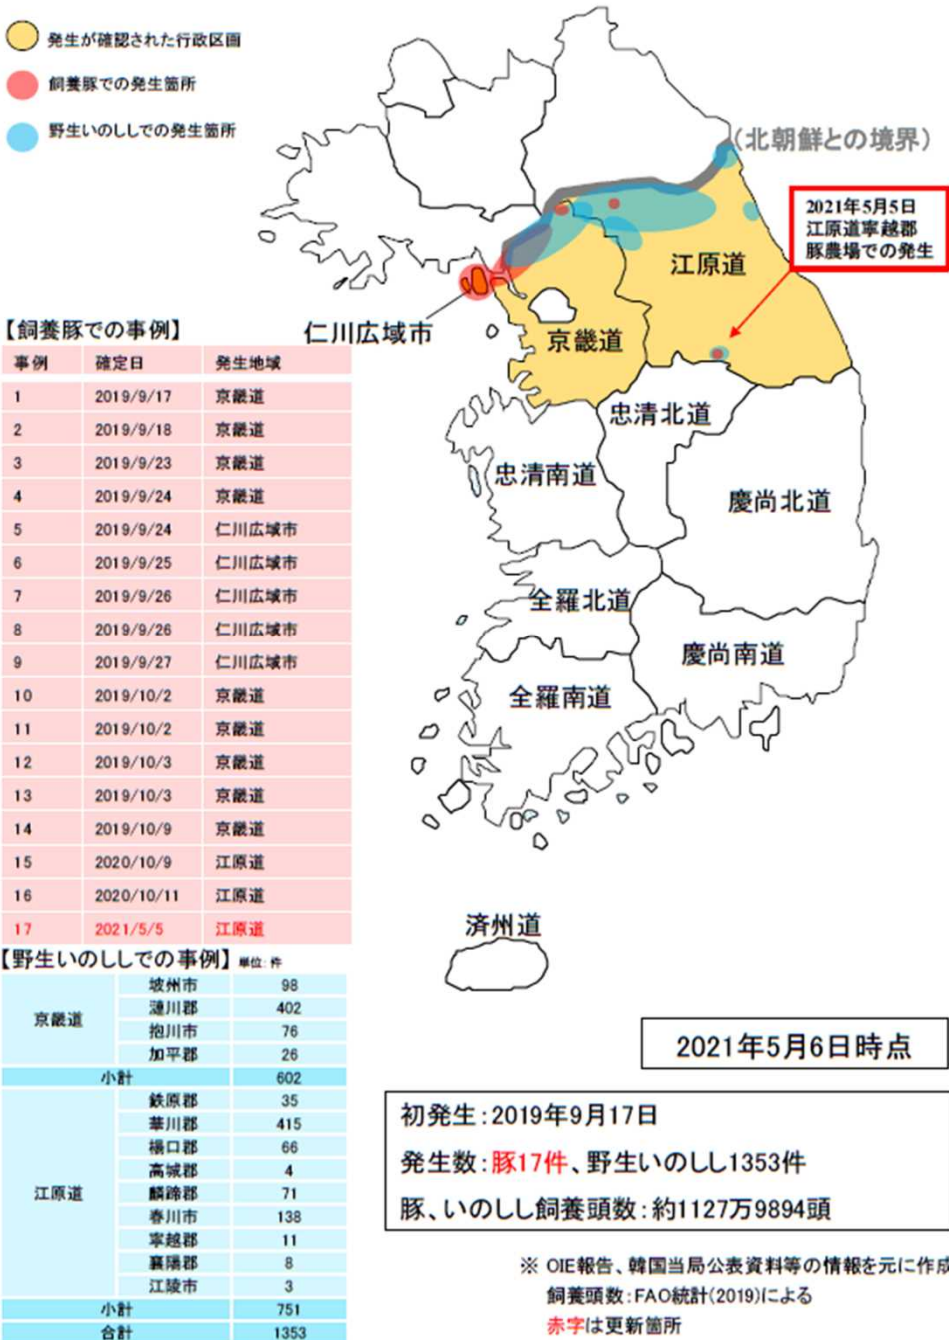 発生が確認された行政区画
飼養豚での発生箇所
野生いのししでの発生箇所
(北朝鮮との境界)
2021年5月5日
江原道寧越郡
豚農場での発生
江原道
仁川広域市
京畿道
忠清北道
忠清南道
慶尚北道
全羅北道
慶尚南道
全羅南道
済州道
【飼養豚での事例】
事例 確定日 発生地域
1 2019/9/17 京畿道
2 2019/9/18 京畿道
3 2019/9/23 京畿道
4 2019/9/24 京畿道
5 2019/9/24 仁川広域市
6 2019/9/25 仁川広域市
7 2019/9/26 仁川広域市
8 2019/9/26 仁川広域市
9 2019/9/27 仁川広域市
10 2019/10/2 京畿道
11 2019/10/2 京畿道
12 2019/10/3 京畿道
13 2019/10/3 京畿道
14 2019/10/9 京畿道
15 2020/10/9 江原道
16 2020/10/11 江原道
17 2021/5/5 江原道
【野生いのししでの事例】 単位:件
京畿道
坡州市 98
漣川郡 402
抱川市 76
加平郡 26
小計 602
江原道
鉄原郡 35
華川郡 415
楊口郡 66
高城郡 4
麟蹄郡 71
春川市 138
寧越郡 11
襄陽郡 8
江陵市 3
小計 751
合計 1353
2021年5月6日時点
初発生:2019年9月17日
発生数:豚17件、野生いのしし1353件
豚、いのしし飼養頭数:約1127万9894頭
※ OIE報告、韓国当局公表資料等の情報を元に作成
飼養頭数:FAO統計(2019)による
赤字は更新箇所